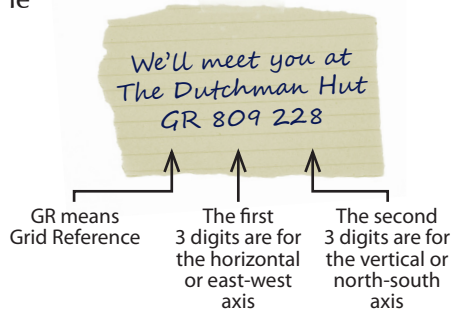 We'll meet you at
The Dutchman Hut
GR 809 228
GR means
Grid Reference
The first
3 digits are for
the horizontal
or east-west
axis
The second
3 digits are for
the vertical or
north-south
axis